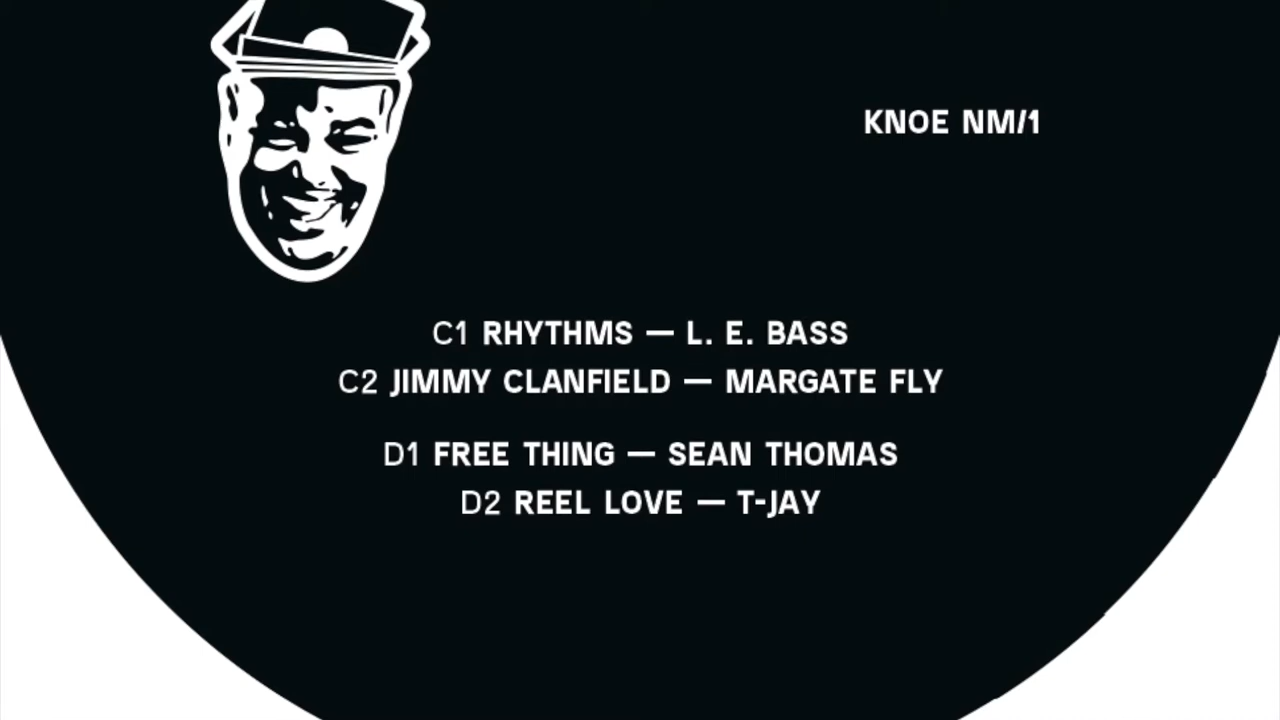 KNOE NM/1
C1 RHYTHMS — L. E. BASS
C2 JIMMY CLANFIELD — MARGATE FLY
D1 FREE THING — SEAN THOMAS
D2 REEL LOVE — T-JAY